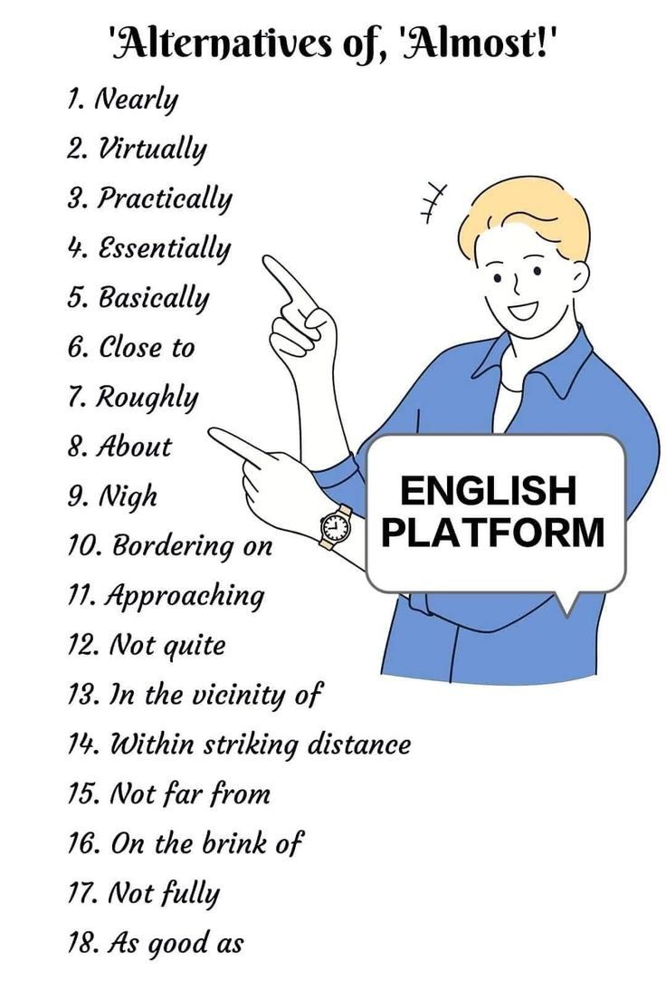 'Alternatives of, 'Almost!'
1. Nearly
2. Virtually
3. Practically
4. Essentially
5. Basically
6. Close to
7. Roughly
8. About
9. Nigh
10. Bordering on
11. Approaching
12. Not quite
13. In the vicinity of
14. Within striking distance
15. Not far from
16. On the brink of
17. Not fully
18. As good as
ENGLISH
PLATFORM